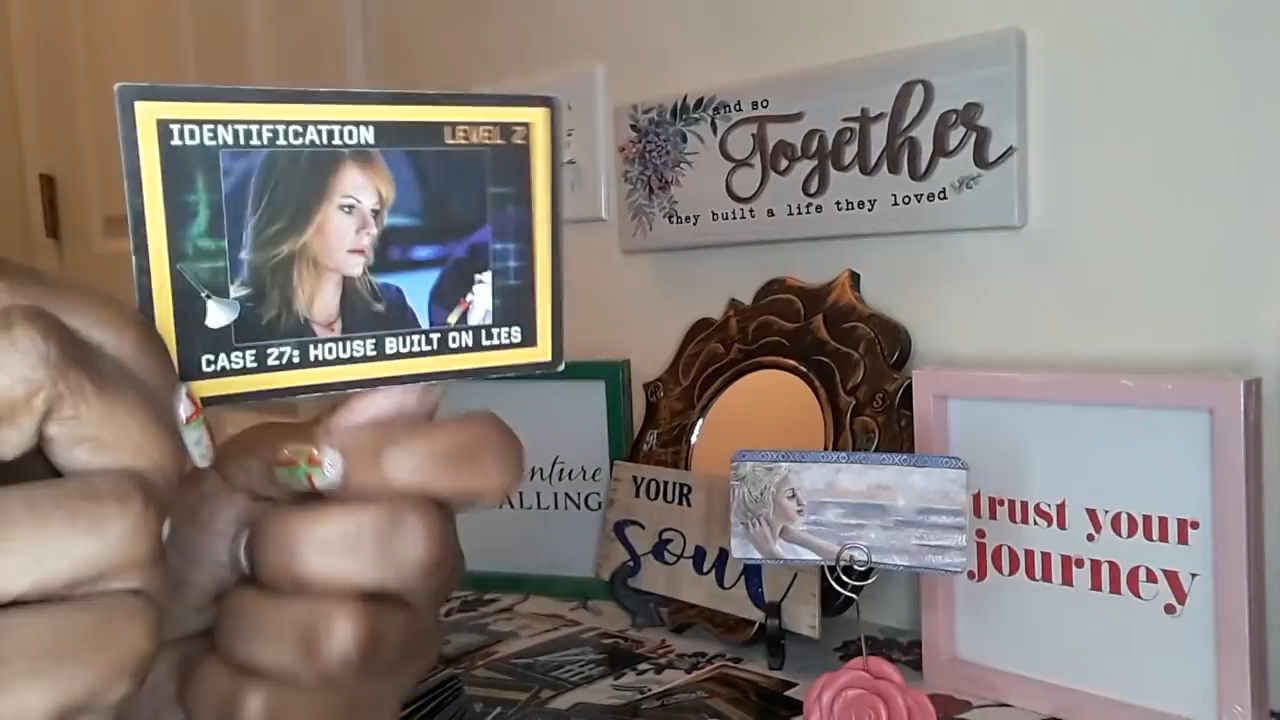 IDENTIFICATION LEVEL 2
CASE 27: HOUSE BUILT ON LIES
and so
Together
they built a life they loved
YOUR
soul
trust your
journey